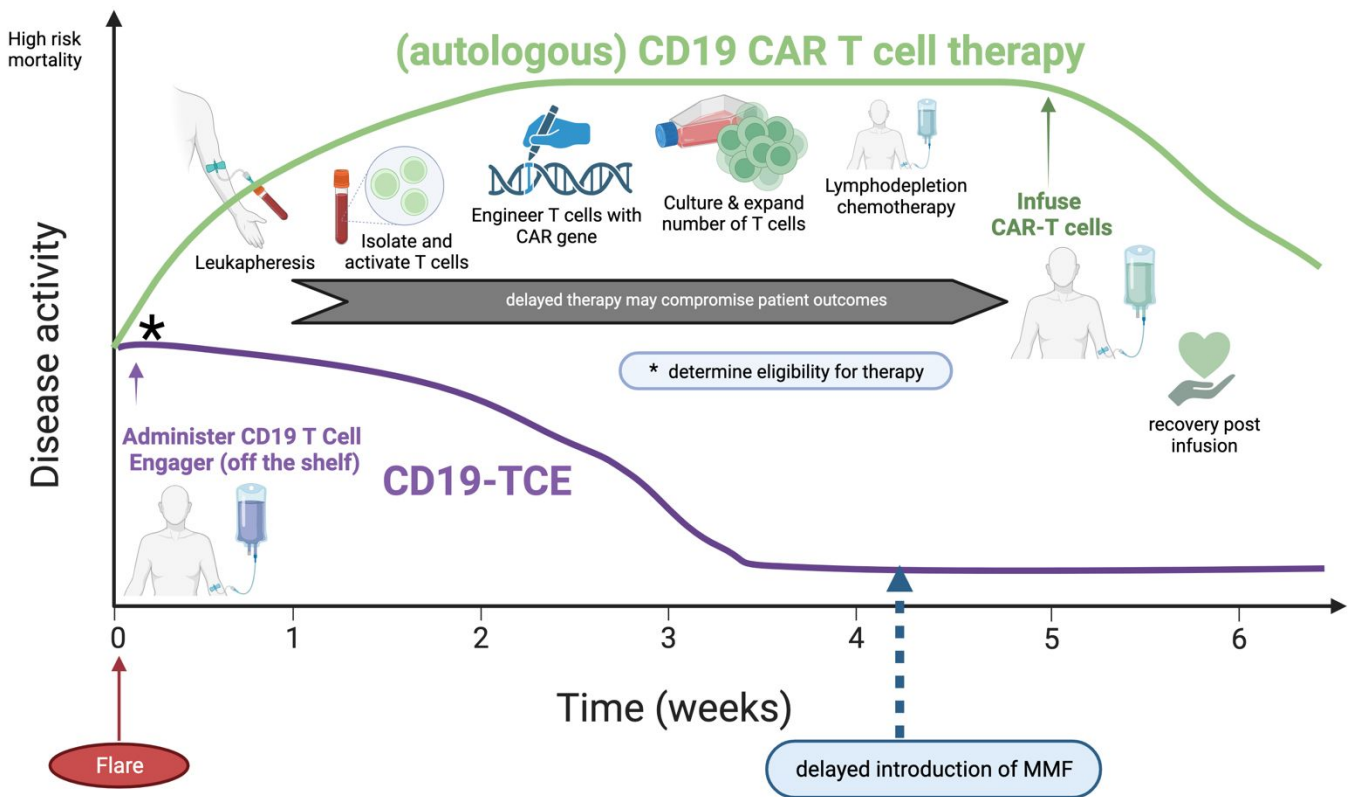 High risk
mortality
(autologous) CD19 CAR T cell therapy
Leukapheresis
Isolate and
activate T cells
Engineer T cells with
CAR gene
Culture & expand
number of T cells
Lymphodepletion
chemotherapy
Infuse
CAR-T cells
delayed therapy may compromise patient outcomes
*
* determine eligibility for therapy
recovery post
infusion
Administer CD19 T Cell
Engager (off the shelf)
CD19-TCE
Disease activity
0 1 2 3 4 5 6
Time (weeks)
Flare
delayed introduction of MMF